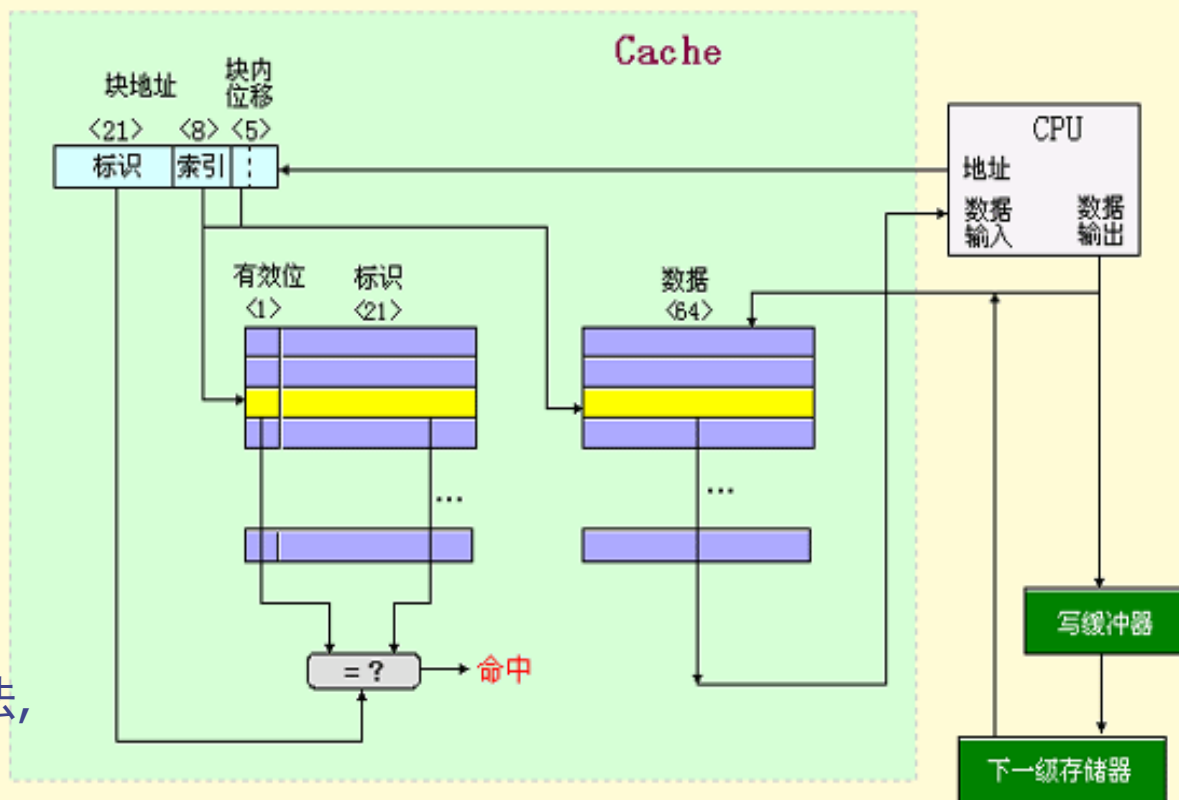 Cache
块地址
块内
位移
<21>
<8>
<5>
标识
索引
CPU
地址
数据
输入
数据
输出
有效位
<1>
标识
<21>
数据
<64>
...
...
= ?
命中
写缓冲器
下一级存储器